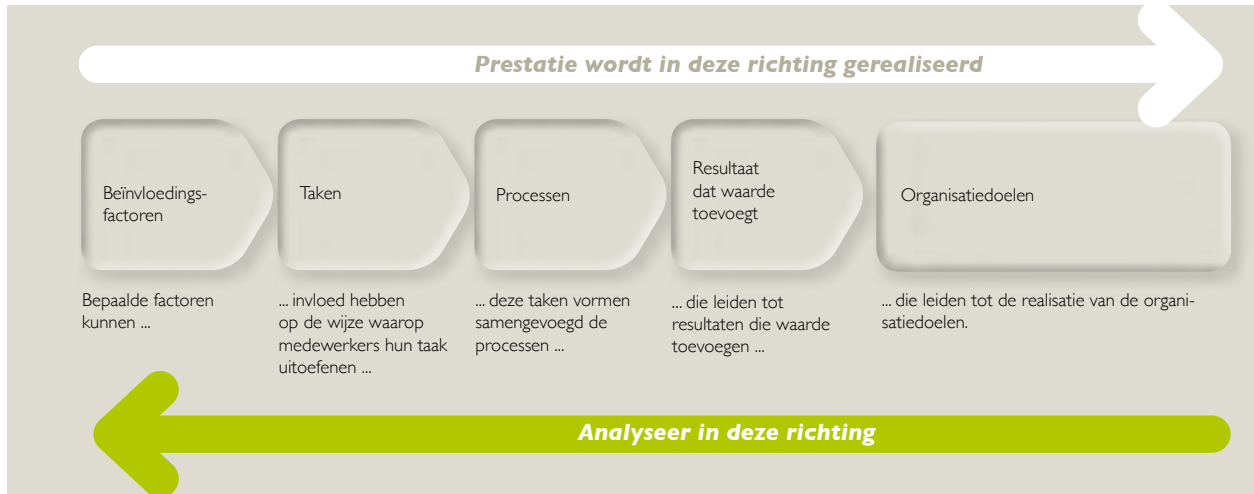 Prestatie wordt in deze richting gerealiseerd
Beïnvloedings-
factoren
Taken
Processen
Resultaat
dat waarde
toevoegt
Organisatiedoelen
Bepaalde factoren
kunnen ...
... invloed hebben
op de wijze waarop
medewerkers hun taak
uitoefenen ...
... deze taken vormen
samengevoegd de
processen ...
... die leiden tot
resultaten die waarde
toevoegen ...
... die leiden tot de realisatie van de organi-
satiedoelen.
Analyseer in deze richting